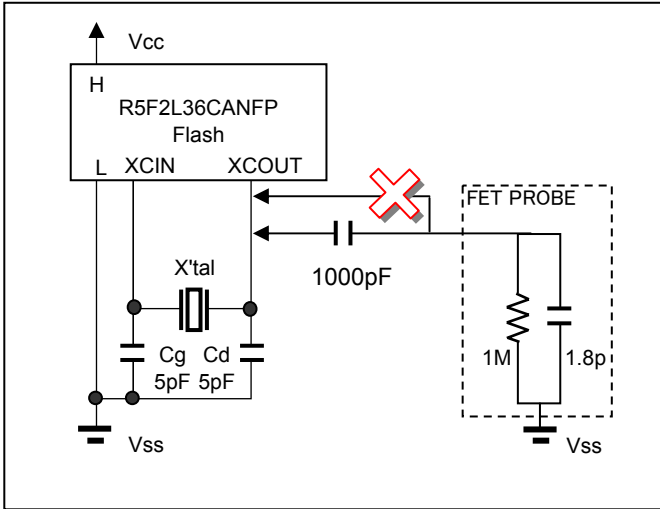 Vcc
H
R5F2L36CANFP
Flash
L XCIN XCOUT
FET PROBE
X'tal
1000pF
Cg Cd
5pF 5pF
1M 1.8p
Vss
Vss